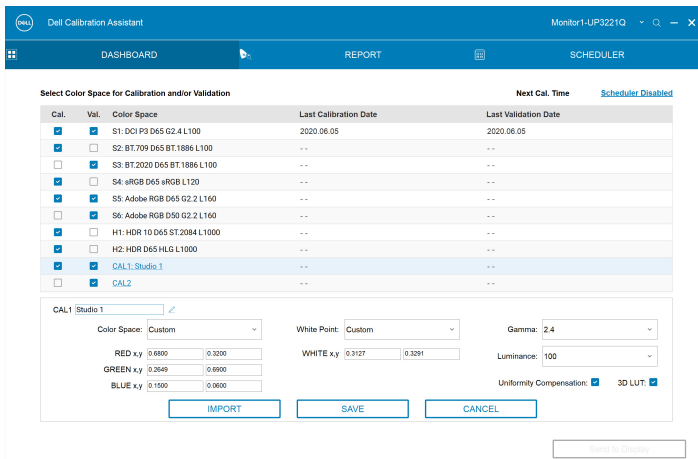 DELL Dell Calibration Assistant Monitor1-UP3221Q
DASHBOARD REPORT SCHEDULER
Select Color Space for Calibration and/or Validation Next Cal. Time Scheduler Disabled
Cal. Val. Color Space Last Calibration Date Last Validation Date
S1: DCI P3 D65 G2.4 L100 2020.06.05 2020.06.05
S2: BT.709 D65 BT.1886 L100 - - - -
S3: BT.2020 D65 BT.1886 L100 - - - -
S4: sRGB D65 sRGB L120 - - - -
S5: Adobe RGB D65 G2.2 L160 - - - -
S6: Adobe RGB D50 G2.2 L160 - - - -
H1: HDR 10 D65 ST.2084 L1000 - - - -
H2: HDR D65 HLG L1000 - - - -
CAL1: Studio 1 - - - -
CAL2 - - - -
CAL1 Studio 1
Color Space: Custom White Point: Custom Gamma: 2.4
RED x,y 0.6800 0.3200 WHITE x,y 0.3127 0.3291 Luminance: 100
GREEN x,y 0.2649 0.6900
BLUE x,y 0.1500 0.0600 Uniformity Compensation: 3D LUT:
IMPORT SAVE CANCEL
Send to Display